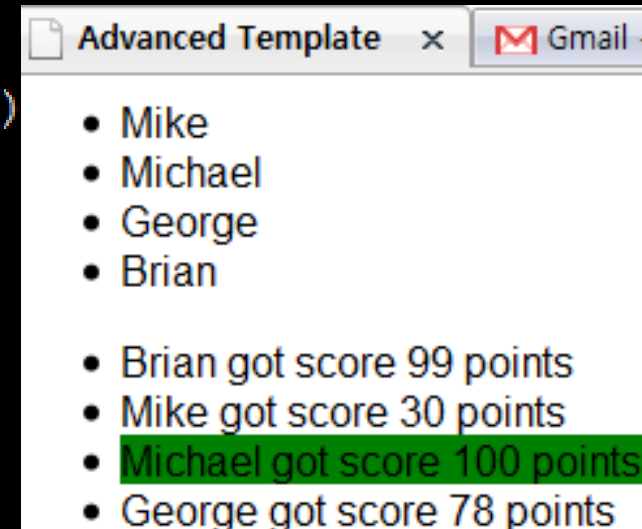 Advanced Template × Gmail
)
• Mike
• Michael
• George
• Brian
• Brian got score 99 points
• Mike got score 30 points
• Michael got score 100 points
• George got score 78 points